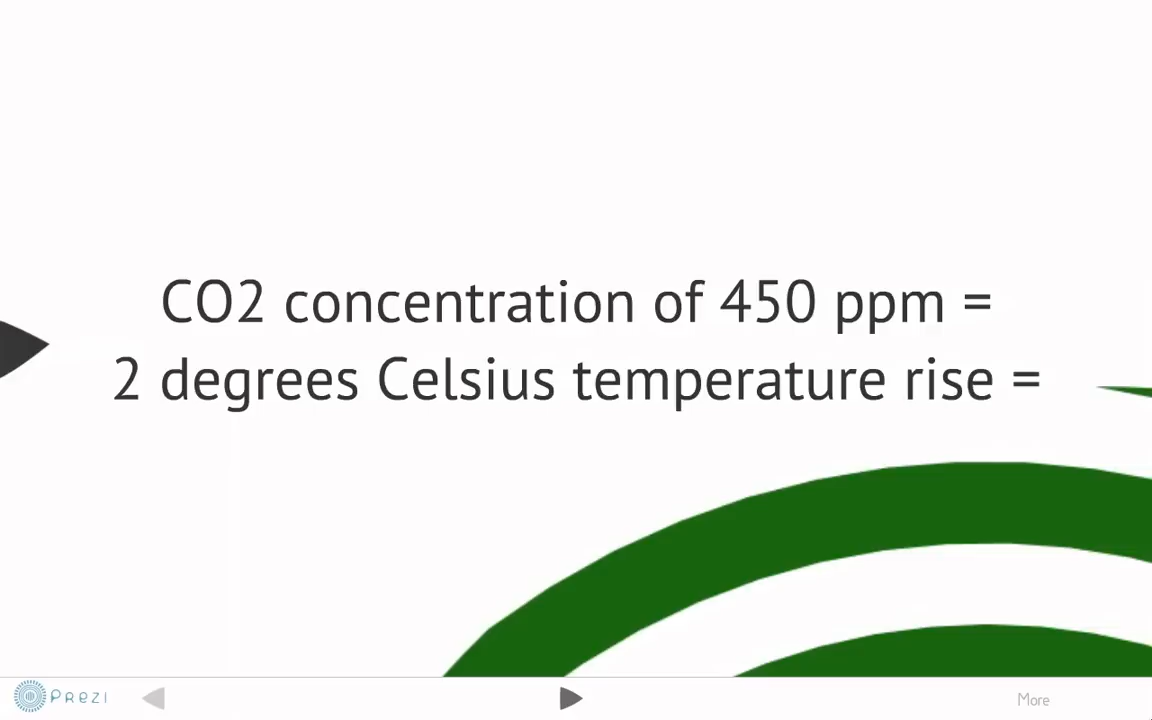 CO2 concentration of 450 ppm =
2 degrees Celsius temperature rise =
Prezi
More